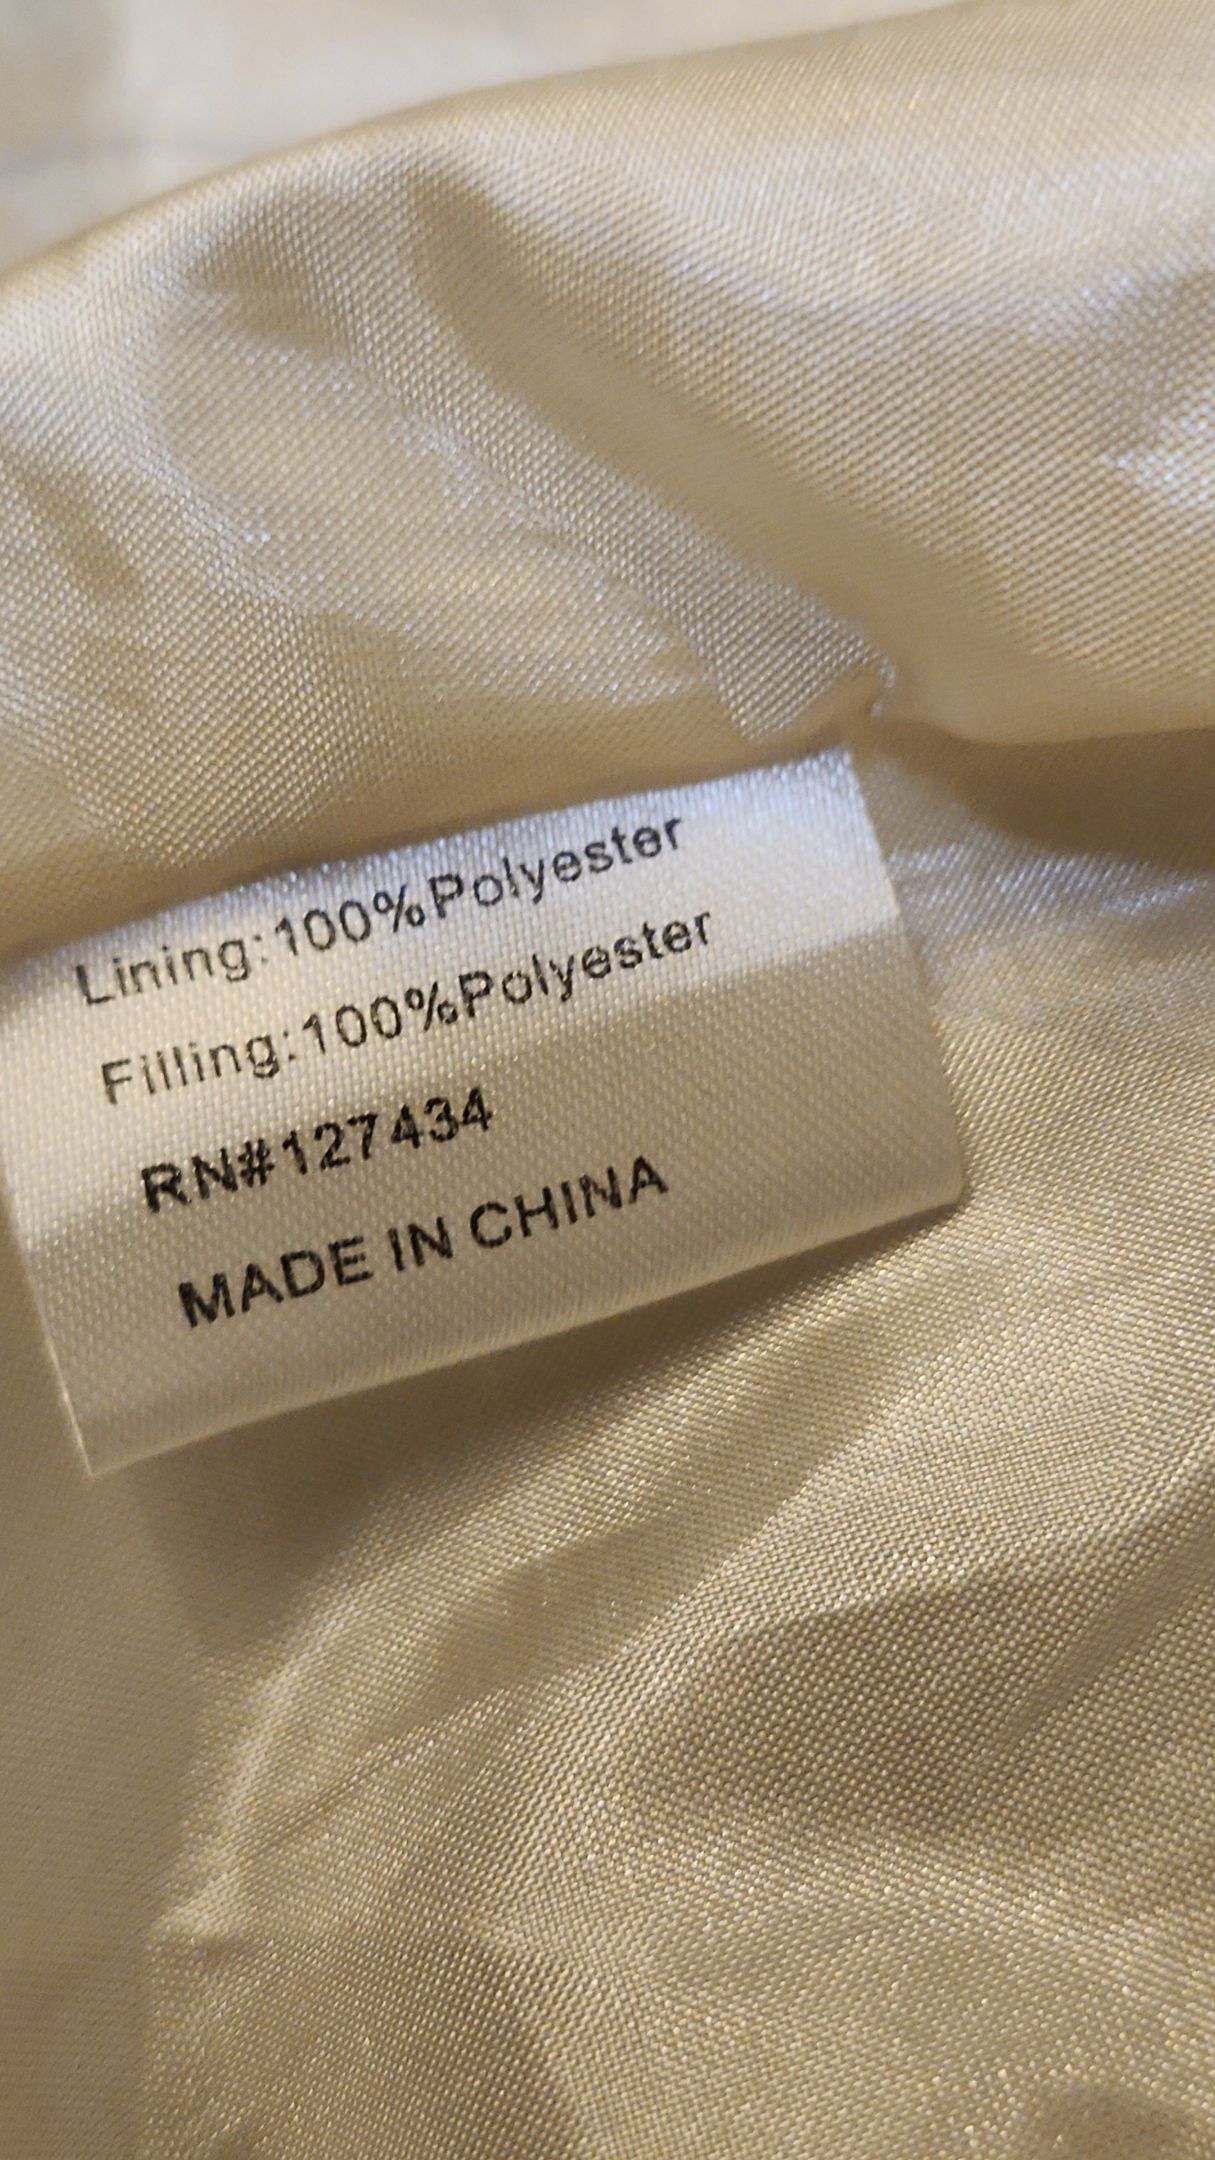 Lining:100%Polyester
Filling:100%Polyester
RN#127434
MADE IN CHINA